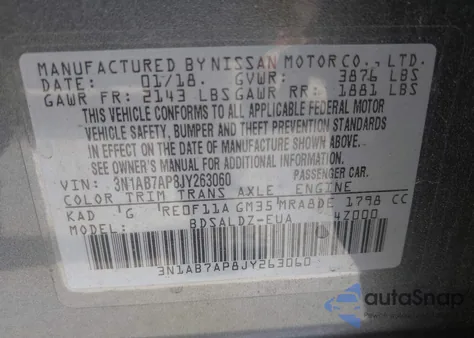 MANUFACTURED BY NISSAN MOTOR CO., LTD.
DATE: 01/18. GVWR: 3876 LBS
GAWR FR: 2143 LBS GAWR RR: 1881 LBS
THIS VEHICLE CONFORMS TO ALL APPLICABLE FEDERAL MOTOR
VEHICLE SAFETY, BUMPER AND THEFT PREVENTION STANDARDS
IN EFFECT ON THE DATE OF MANUFACTURE SHOWN ABOVE.
SEE OWNER'S MANUAL FOR ADDITIONAL INFORMATION.
VIN: 3N1AB7AP8JY263060 PASSENGER CAR.
COLOR TRIM TRANS AXLE ENGINE
KAD G RE0F11A GM35 MRA8DE 1798 CC
MODEL: BDSALDZ-EUA 4Z000
3N1AB7AP8JY263060
autoSnap